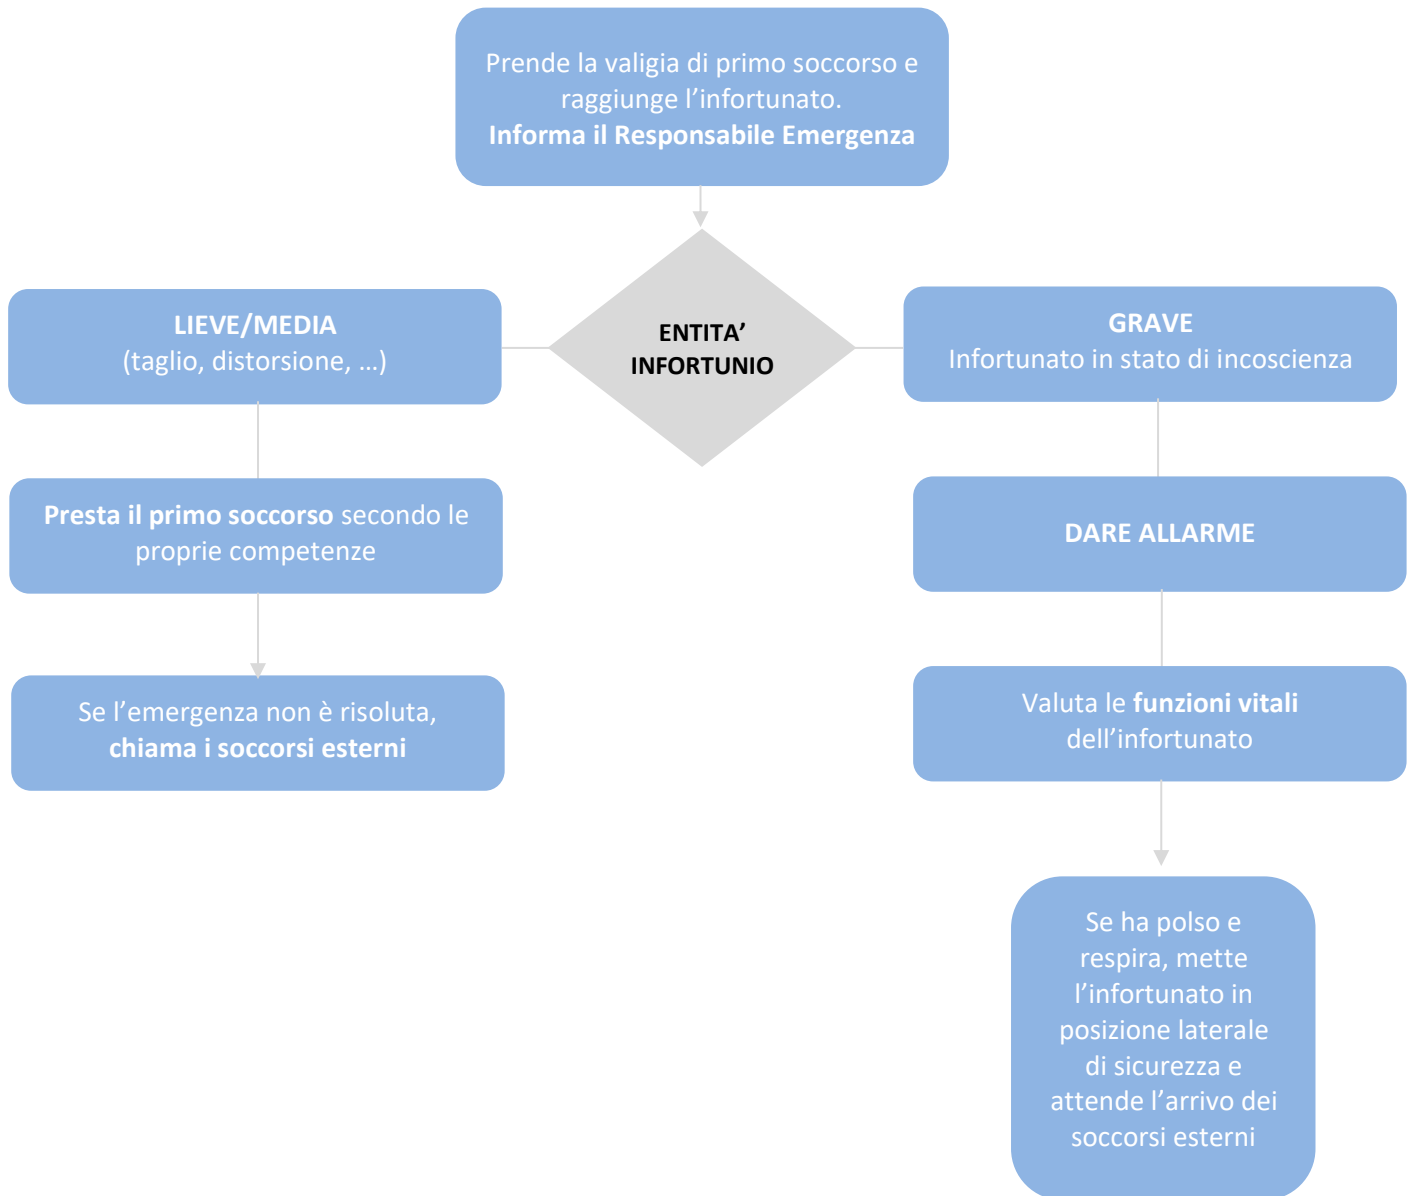 Prende la valigia di primo soccorso e
raggiunge l’infortunato.
Informa il Responsabile Emergenza
ENTITA’
INFORTUNIO
LIEVE/MEDIA
(taglio, distorsione, …)
Presta il primo soccorso secondo le
proprie competenze
Se l’emergenza non è risoluta,
chiama i soccorsi esterni
GRAVE
Infortunato in stato di incoscienza
DARE ALLARME
Valuta le funzioni vitali
dell’infortunato
Se ha polso e
respira, mette
l’infortunato in
posizione laterale
di sicurezza e
attende l’arrivo dei
soccorsi esterni